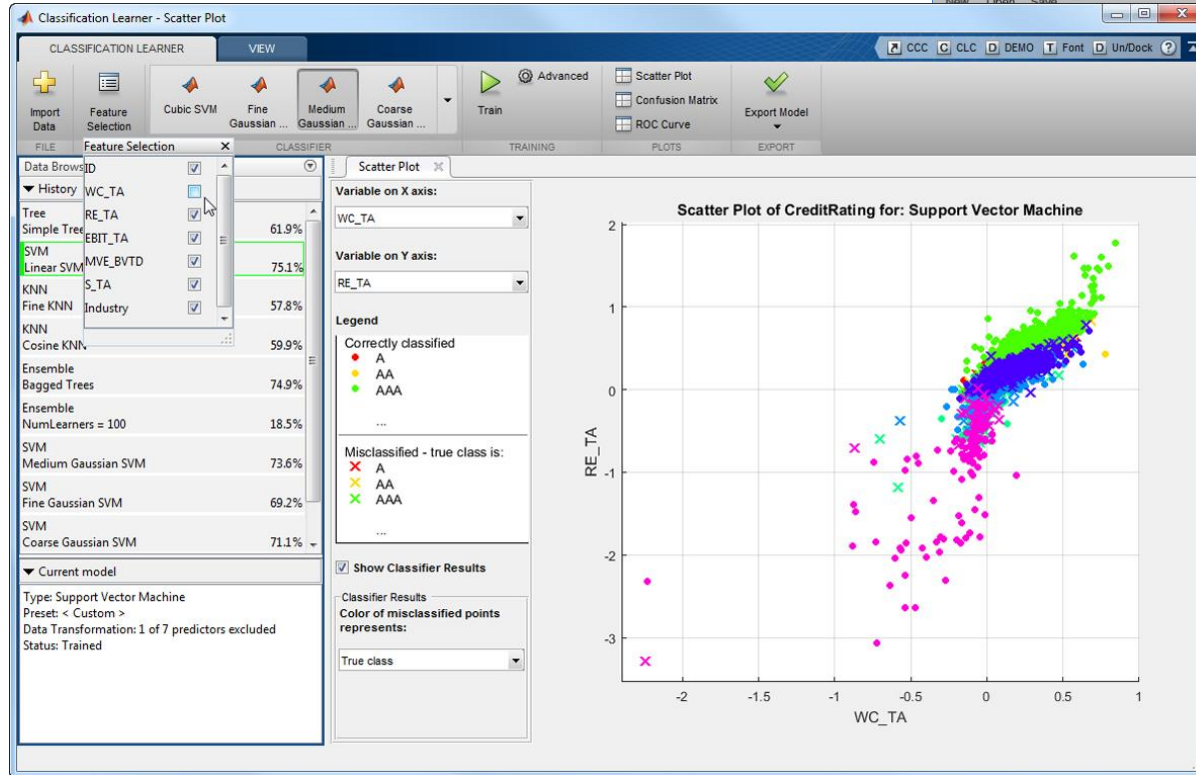 New Open Save
Classification Learner - Scatter Plot
CLASSIFICATION LEARNER
VIEW
CCC
G CLC
D DEMO
T Font
D Un/Dock
?
Import
Data
Feature
Selection
Cubic SVM
Fine
Gaussian ...
Medium
Gaussian ...
Coarse
Gaussian ...
Train
Advanced
Scatter Plot
Confusion Matrix
ROC Curve
Export Model
FILE
CLASSIFIER
TRAINING
PLOTS
EXPORT
Feature Selection
ID
WC_TA
RE_TA
EBIT_TA
MVE_BVTD
S_TA
Industry
Data Brows
History
Tree
Simple Tree
61.9%
SVM
Linear SVM
75.1%
KNN
Fine KNN
57.8%
KNN
Cosine KNN
59.9%
Ensemble
Bagged Trees
74.9%
Ensemble
NumLearners = 100
18.5%
SVM
Medium Gaussian SVM
73.6%
SVM
Fine Gaussian SVM
69.2%
SVM
Coarse Gaussian SVM
71.1%
Current model
Type: Support Vector Machine
Preset: < Custom >
Data Transformation: 1 of 7 predictors excluded
Status: Trained
Scatter Plot
Variable on X axis:
WC_TA
Variable on Y axis:
RE_TA
Legend
Correctly classified
A
AA
AAA
...
Misclassified - true class is:
A
AA
AAA
...
Show Classifier Results
Classifier Results
Color of misclassified points
represents:
True class
Scatter Plot of CreditRating for: Support Vector Machine
2
1
0
-1
-2
-3
RE_TA
-2
-1.5
-1
-0.5
0
0.5
1
WC_TA